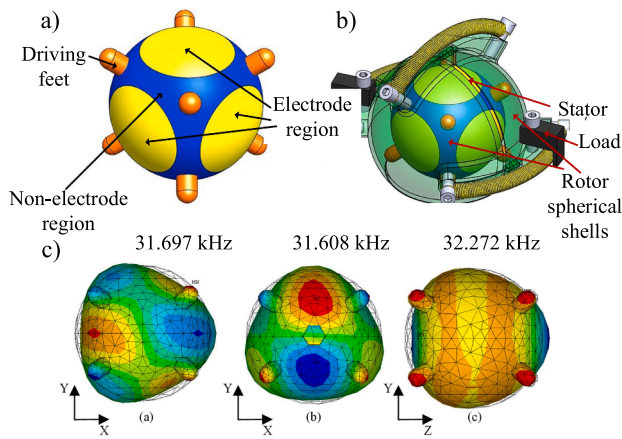 a)
Driving
feet
Electrode
region
Non-electrode
region
b)
Stator
Load
Rotor
spherical
shells
c)
31.697 kHz
31.608 kHz
32.272 kHz
MN
Y
X
(a)
Y
X
(b)
Y
Z
(c)